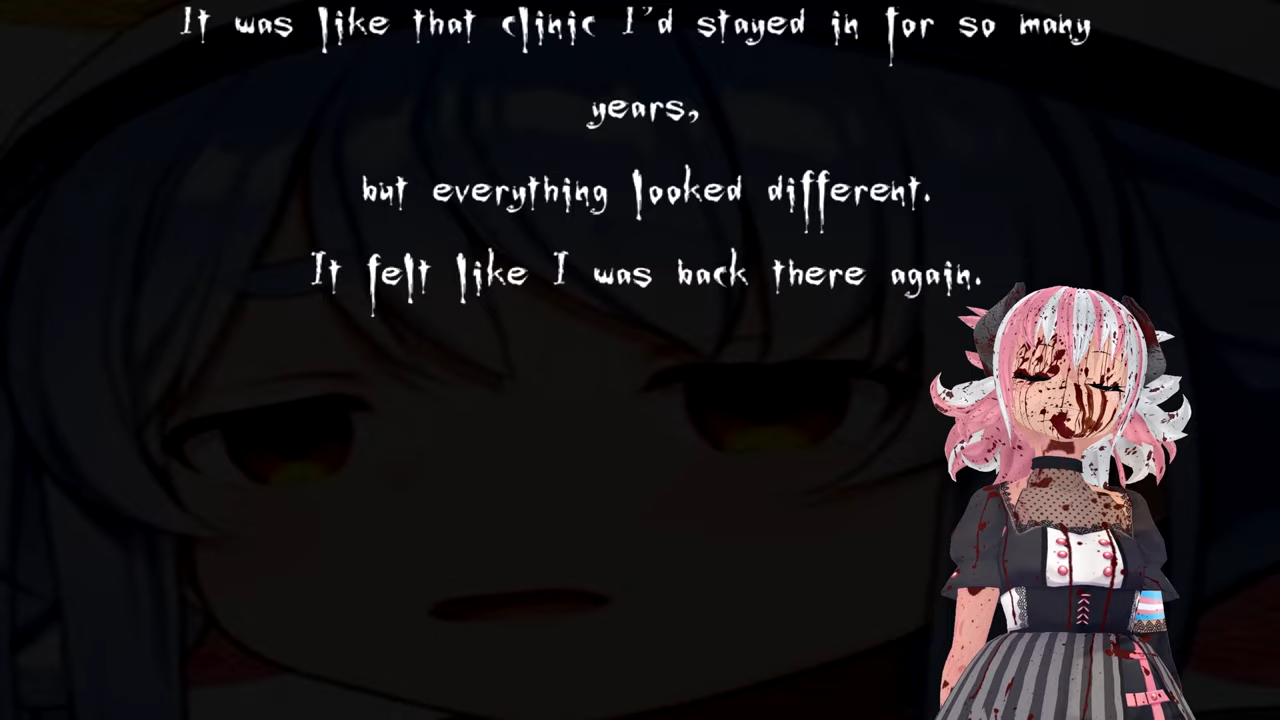 It was like that clinic I'd stayed in for so many
years,
but everything looked different.
It felt like I was back there again.